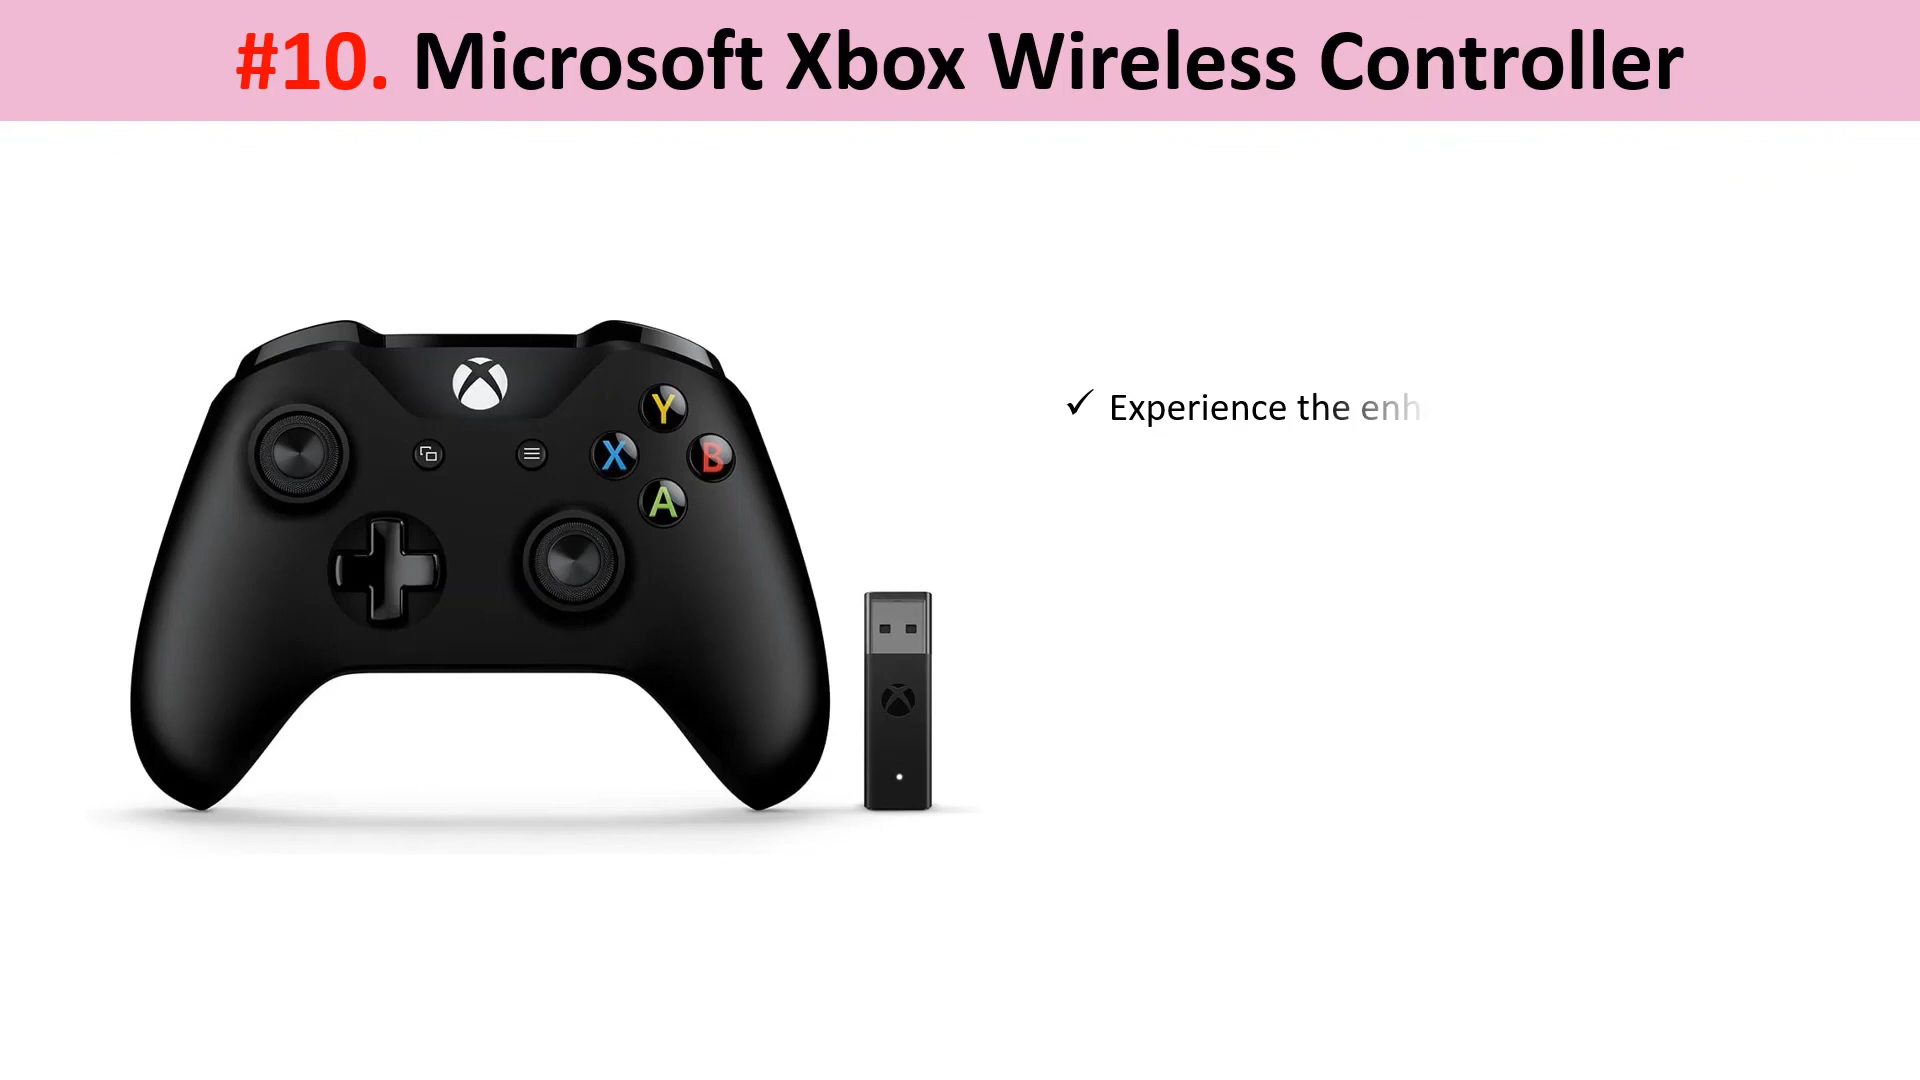 #10. Microsoft Xbox Wireless Controller
✓ Experience the enh
Y
X
B
A